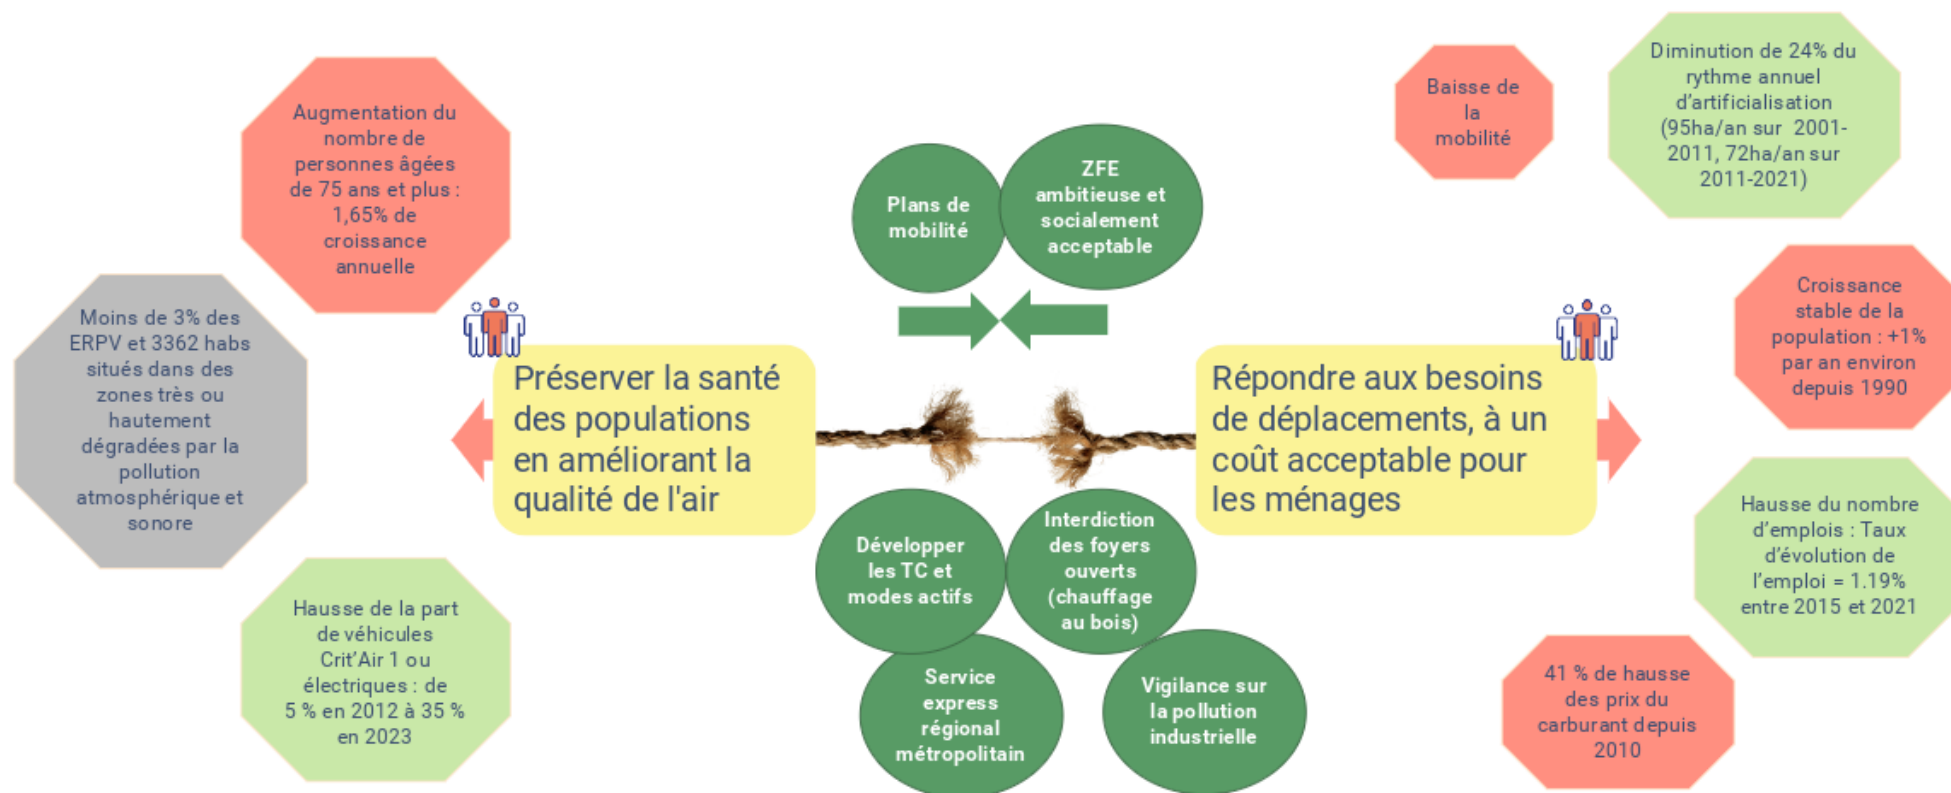 Augmentation du
nombre de
personnes âgées
de 75 ans et plus :
1,65% de
croissance
annuelle
Moins de 3% des
ERPV et 3362 habs
situés dans des
zones très ou
hautement
dégradées par la
pollution
atmosphérique et
sonore
Hausse de la part
de véhicules
Crit'Air 1 ou
électriques : de
5 % en 2012 à 35 %
en 2023
Préserver la santé
des populations
en améliorant la
qualité de l'air
Plans de
mobilité
ZFE
ambitieuse et
socialement
acceptable
Développer
les TC et
modes actifs
Interdiction
des foyers
ouverts
(chauffage
au bois)
Service
express
régional
métropolitain
Vigilance sur
la pollution
industrielle
Répondre aux besoins
de déplacements, à un
coût acceptable pour
les ménages
Baisse de
la
mobilité
Diminution de 24% du
rythme annuel
d'artificialisation
(95ha/an sur 2001-
2011, 72ha/an sur
2011-2021)
Croissance
stable de la
population : +1%
par an environ
depuis 1990
Hausse du nombre
d'emplois : Taux
d'évolution de
l'emploi = 1.19%
entre 2015 et 2021
41 % de hausse
des prix du
carburant depuis
2010